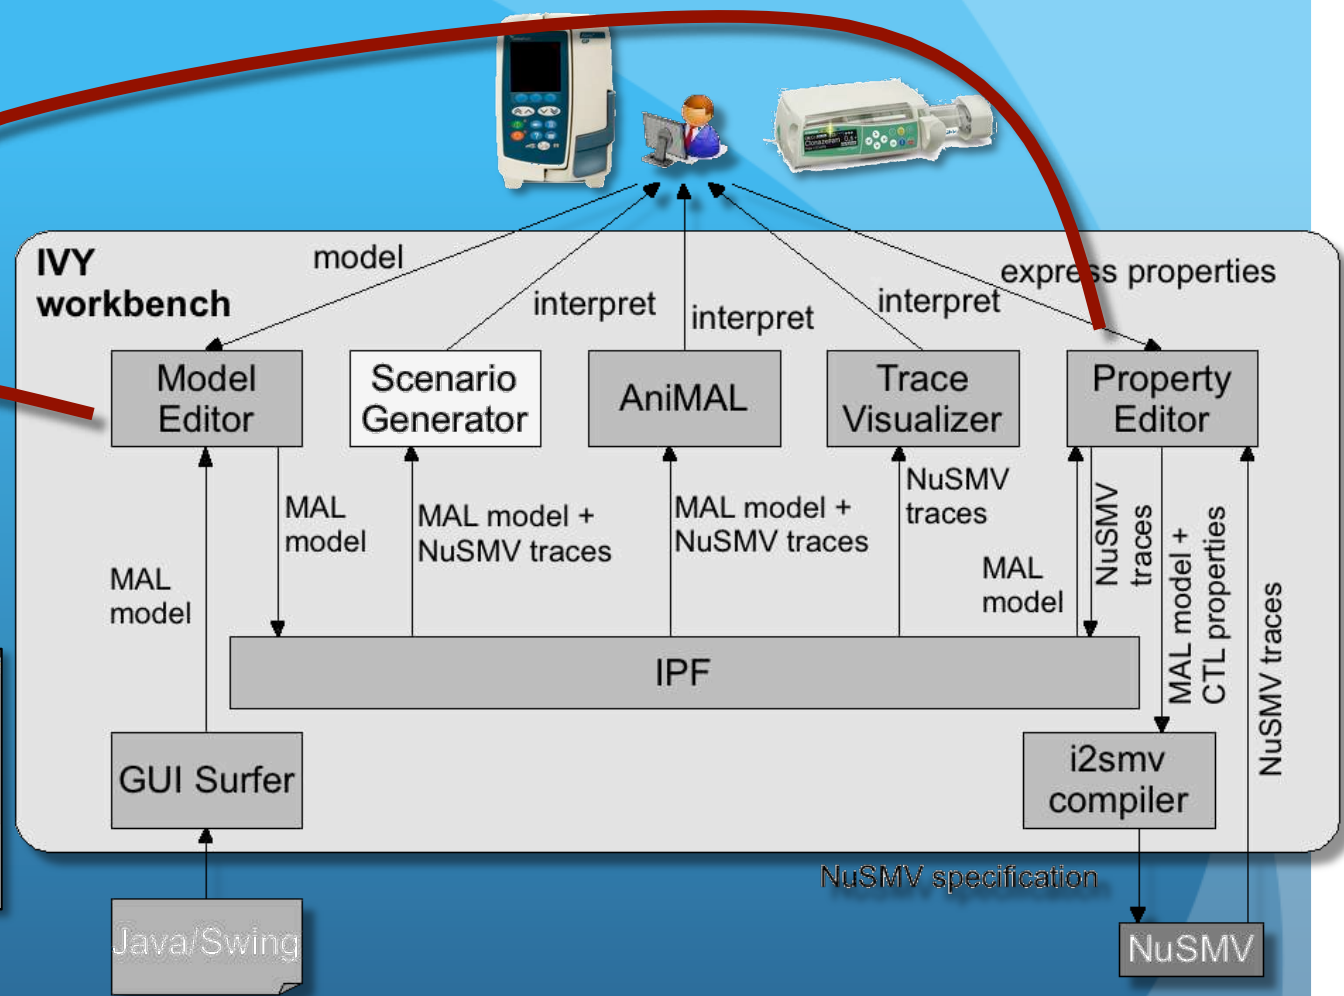 IVY
workbench
model
interpret
interpret
interpret
express properties
Model
Editor
Scenario
Generator
AniMAL
Trace
Visualizer
Property
Editor
MAL
model
MAL
model
MAL model +
NuSMV traces
MAL model +
NuSMV traces
NuSMV
traces
MAL
model
NuSMV
traces
MAL model +
CTL properties
NuSMV traces
IPF
GUI Surfer
i2smv
compiler
NuSMV specification
Java/Swing
NuSMV